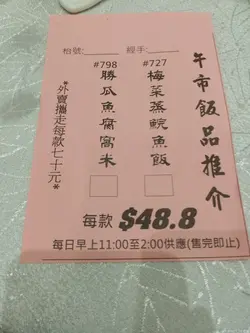 午市飯品推介
枱號:______ 經手:______
#727
梅菜蒸鯇魚飯
#798
勝瓜魚腐窩米
*外賣攜走每款七十元*
每款 $48.8
每日早上11:00至2:00供應(售完即止)